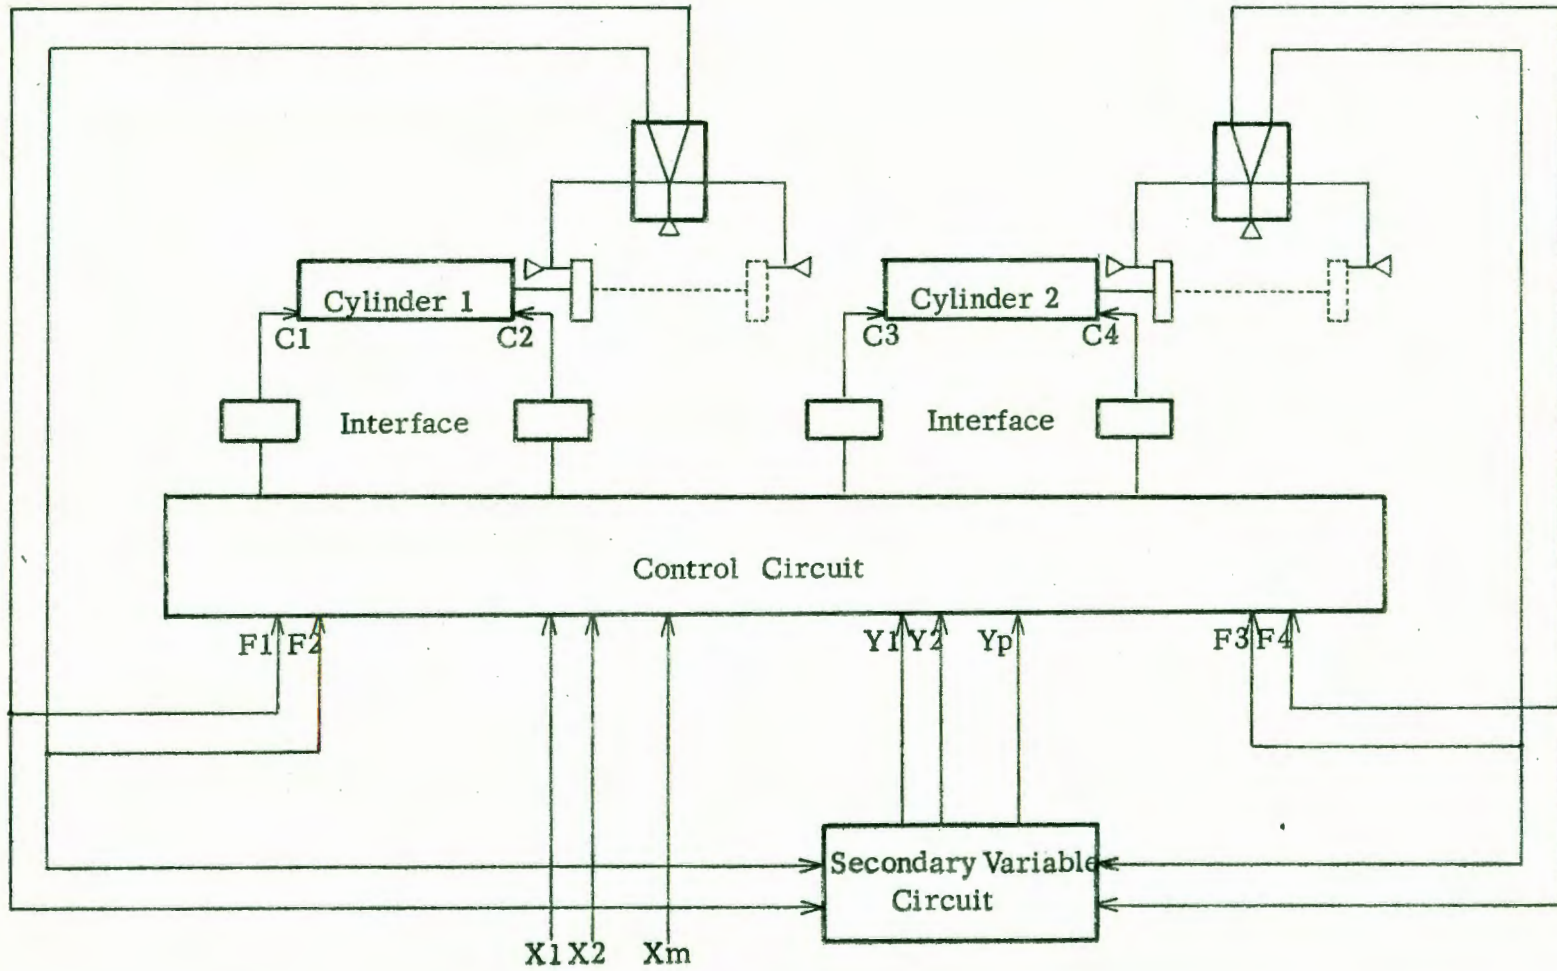 Cylinder 1
Cylinder 2
C1
C2
C3
C4
Interface
Interface
Control Circuit
F1
F2
Y1
Y2
Yp
F3
F4
Secondary Variable
Circuit
X1
X2
Xm